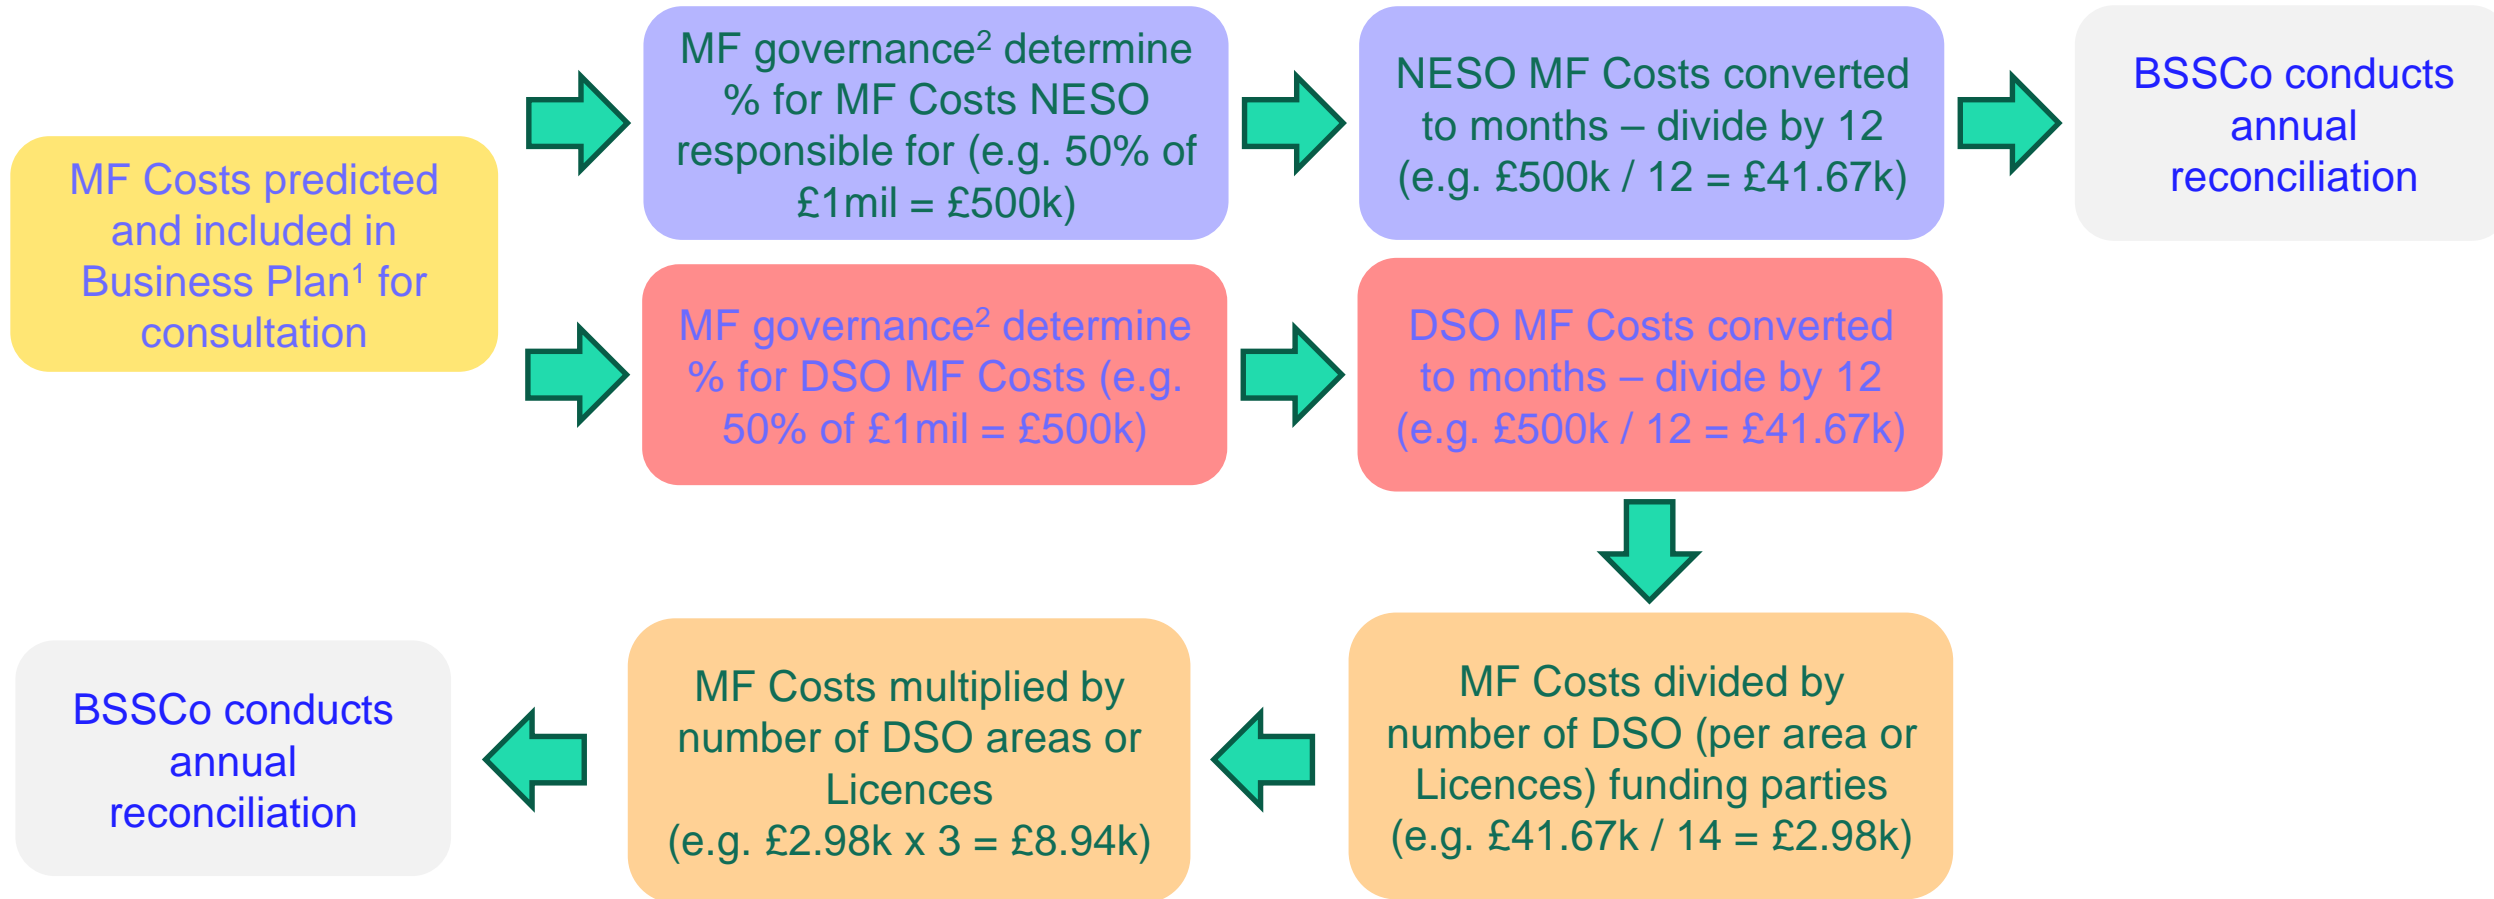 MF Costs predicted
and included in
Business Plan¹ for
consultation
MF governance² determine
% for MF Costs NESO
responsible for (e.g. 50% of
£1mil = £500k)
NESO MF Costs converted
to months – divide by 12
(e.g. £500k / 12 = £41.67k)
BSSCo conducts
annual
reconciliation
MF governance² determine
% for DSO MF Costs (e.g.
50% of £1mil = £500k)
DSO MF Costs converted
to months – divide by 12
(e.g. £500k / 12 = £41.67k)
MF Costs divided by
number of DSO (per area or
Licences) funding parties
(e.g. £41.67k / 14 = £2.98k)
MF Costs multiplied by
number of DSO areas or
Licences
(e.g. £2.98k x 3 = £8.94k)
BSSCo conducts
annual
reconciliation